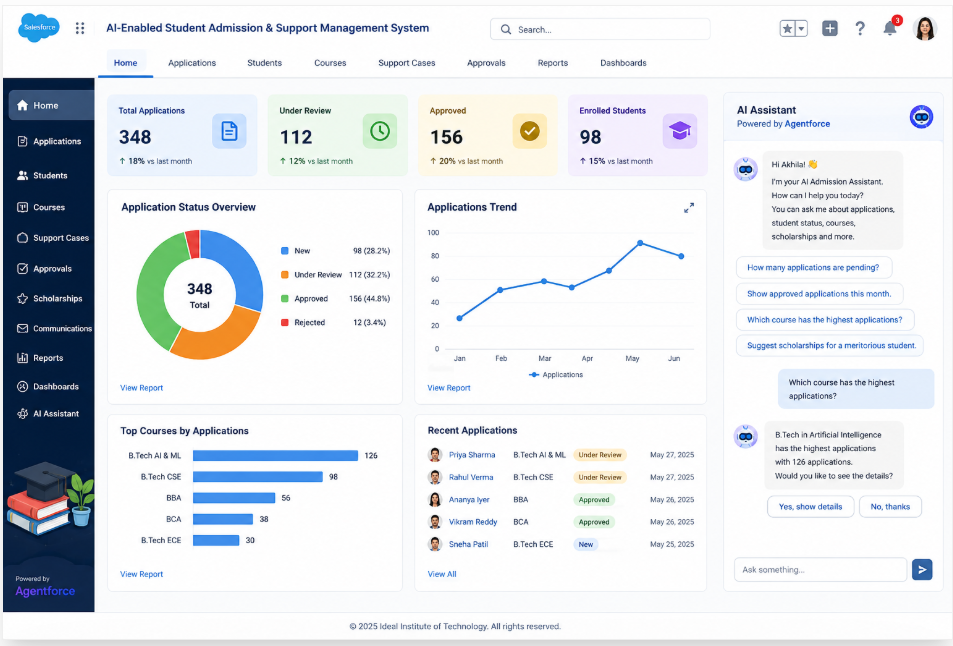 Salesforce
AI-Enabled Student Admission & Support Management System
Search...
3
Home
Applications
Students
Courses
Support Cases
Approvals
Reports
Dashboards
Home
Applications
Students
Courses
Support Cases
Approvals
Scholarships
Communications
Reports
Dashboards
AI Assistant
Powered by
Agentforce
Total Applications
348
↑ 18% vs last month
Under Review
112
↑ 12% vs last month
Approved
156
↑ 20% vs last month
Enrolled Students
98
↑ 15% vs last month
Application Status Overview
348
Total
New 98 (28.2%)
Under Review 112 (32.2%)
Approved 156 (44.8%)
Rejected 12 (3.4%)
View Report
Applications Trend
100
80
60
40
20
0
Jan Feb Mar Apr May Jun
Applications
View Report
Top Courses by Applications
B.Tech AI & ML 126
B.Tech CSE 98
BBA 56
BCA 38
B.Tech ECE 30
View Report
Recent Applications
Priya Sharma B.Tech AI & ML Under Review May 27, 2025
Rahul Verma B.Tech CSE Under Review May 27, 2025
Ananya Iyer BBA Approved May 26, 2025
Vikram Reddy BCA Approved May 26, 2025
Sneha Patil B.Tech ECE New May 25, 2025
View All
AI Assistant
Powered by Agentforce
Hi Akhila! 👋
I'm your AI Admission Assistant.
How can I help you today?
You can ask me about applications,
student status, courses,
scholarships and more.
How many applications are pending?
Show approved applications this month.
Which course has the highest applications?
Suggest scholarships for a meritorious student.
Which course has the highest
applications?
B.Tech in Artificial Intelligence
has the highest applications
with 126 applications.
Would you like to see the details?
Yes, show details
No, thanks
Ask something...
© 2025 Ideal Institute of Technology. All rights reserved.